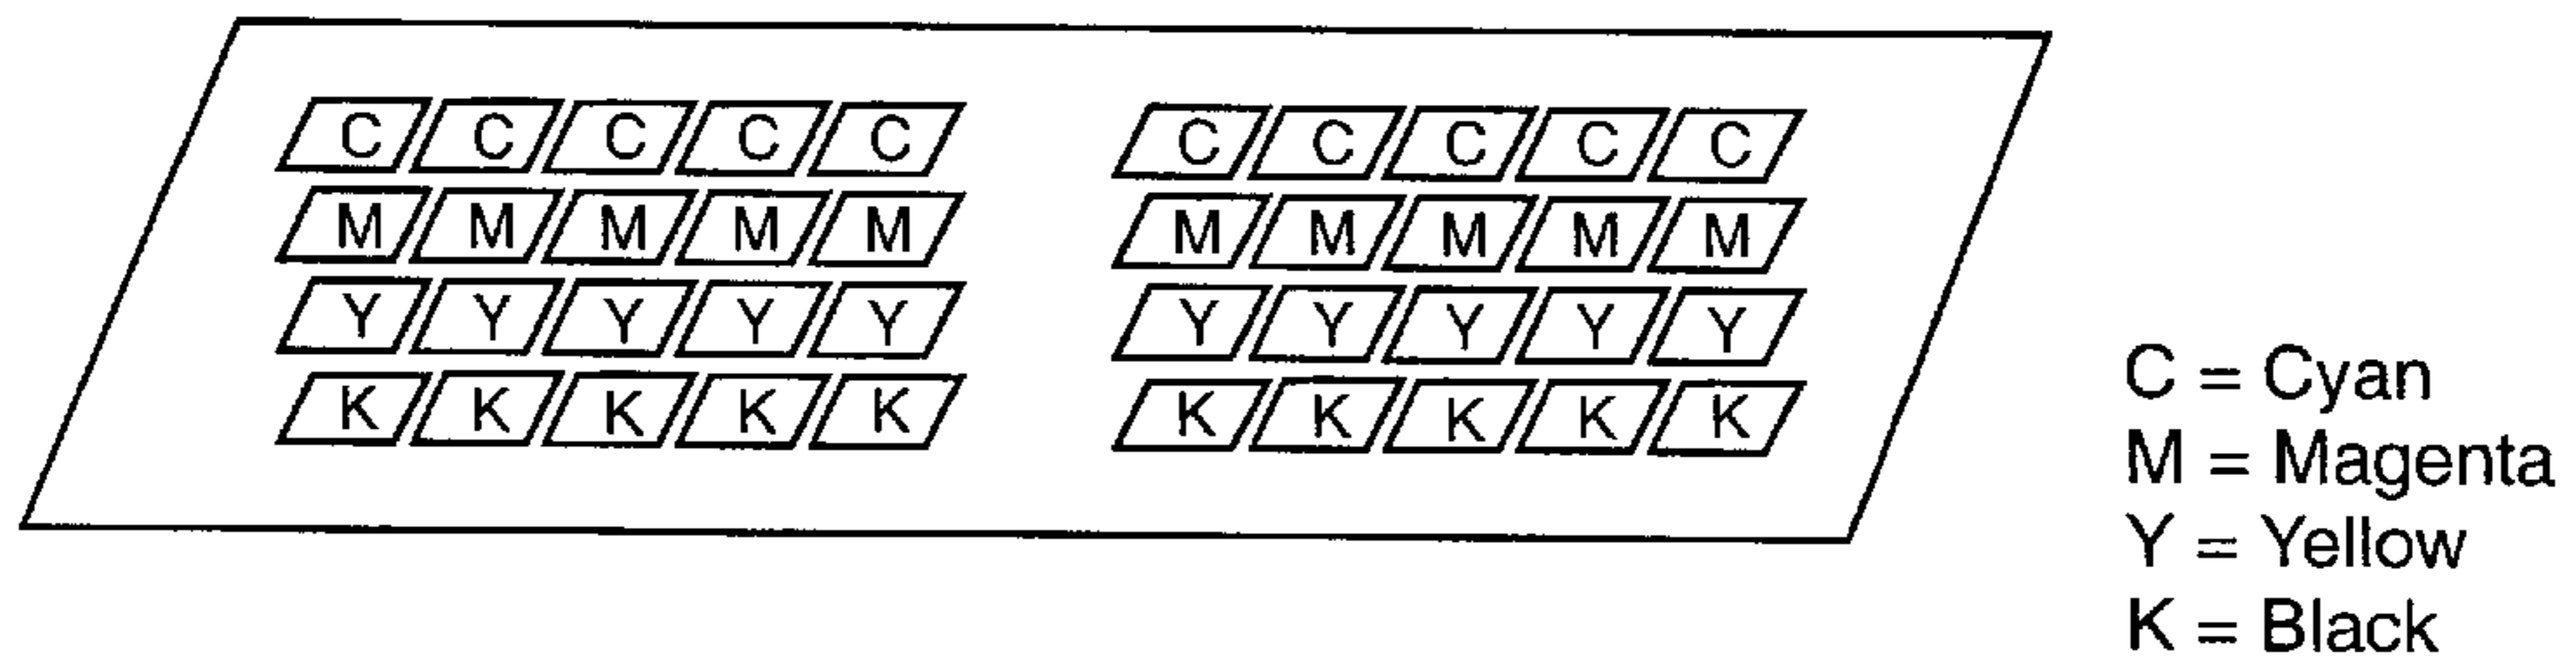 C C C C C C C C C C
M M M M M M M M M M
Y Y Y Y Y Y Y Y Y Y
K K K K K K K K K K
C = Cyan
M = Magenta
Y = Yellow
K = Black